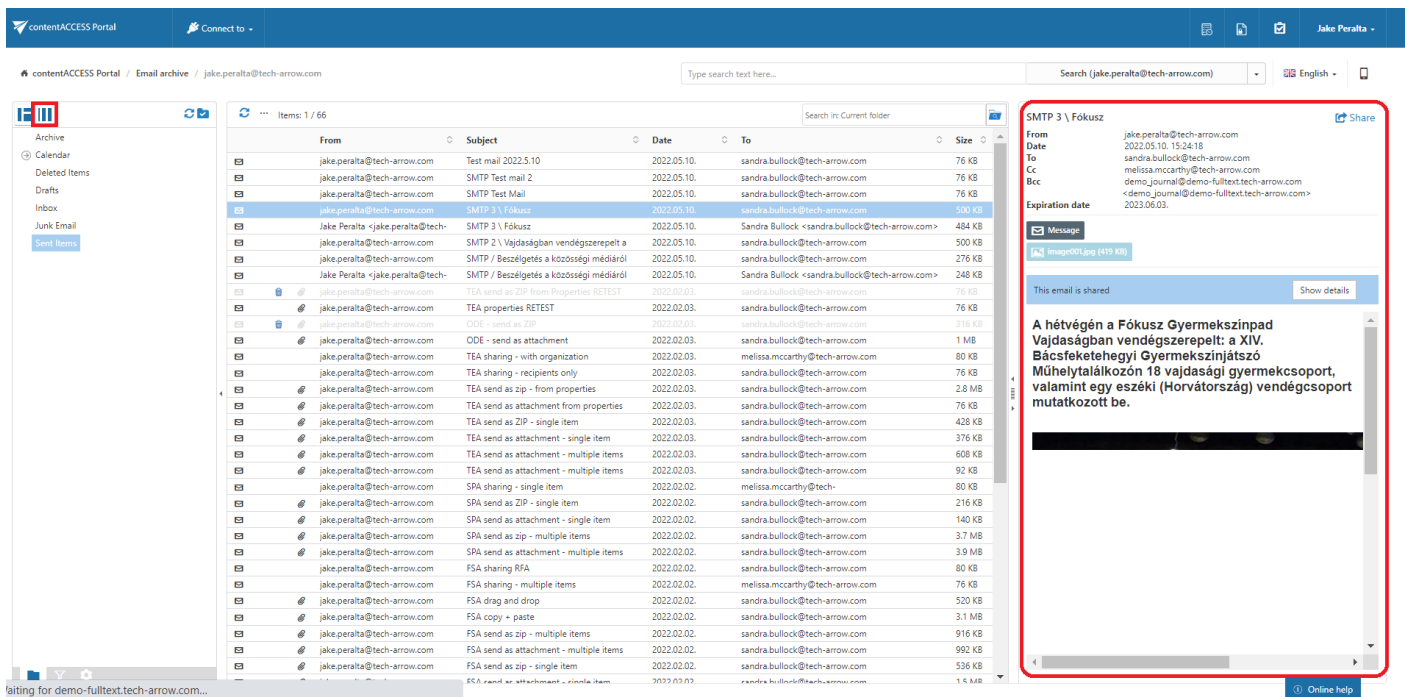 contentACCESS Portal
Connect to
Jake Peralta
contentACCESS Portal / Email archive / jake.peralta@tech-arrow.com
Type search text here...
Search (jake.peralta@tech-arrow.com)
English
Archive
Calendar
Deleted Items
Drafts
Inbox
Junk Email
Sent Items
Items: 1 / 66
Search in: Current folder
From Subject Date To Size
jake.peralta@tech-arrow.com Test mail 2022.5.10 2022.05.10. sandra.bullock@tech-arrow.com 76 KB
jake.peralta@tech-arrow.com SMTP Test mail 2 2022.05.10. sandra.bullock@tech-arrow.com 76 KB
jake.peralta@tech-arrow.com SMTP Test Mail 2022.05.10. sandra.bullock@tech-arrow.com 76 KB
jake.peralta@tech-arrow.com SMTP 3 \ Fókusz 2022.05.10. sandra.bullock@tech-arrow.com 500 KB
Jake Peralta <jake.peralta@tech- SMTP 3 \ Fókusz 2022.05.10. Sandra Bullock <sandra.bullock@tech-arrow.com> 484 KB
jake.peralta@tech-arrow.com SMTP 2 \ Vajdaságban vendégszerepelt a 2022.05.10. sandra.bullock@tech-arrow.com 500 KB
jake.peralta@tech-arrow.com SMTP / Beszélgetés a közösségi médiáról 2022.05.10. sandra.bullock@tech-arrow.com 276 KB
Jake Peralta <jake.peralta@tech- SMTP / Beszélgetés a közösségi médiáról 2022.05.10. Sandra Bullock <sandra.bullock@tech-arrow.com> 248 KB
jake.peralta@tech-arrow.com TEA send as ZIP from Properties RETEST 2022.02.03. sandra.bullock@tech-arrow.com 76 KB
jake.peralta@tech-arrow.com TEA properties RETEST 2022.02.03. sandra.bullock@tech-arrow.com 76 KB
jake.peralta@tech-arrow.com ODE - send as ZIP 2022.02.03. sandra.bullock@tech-arrow.com 316 KB
jake.peralta@tech-arrow.com ODE - send as attachment 2022.02.03. sandra.bullock@tech-arrow.com 1 MB
jake.peralta@tech-arrow.com TEA sharing - with organization 2022.02.03. melissa.mccarthy@tech-arrow.com 80 KB
jake.peralta@tech-arrow.com TEA sharing - recipients only 2022.02.03. sandra.bullock@tech-arrow.com 76 KB
jake.peralta@tech-arrow.com TEA send as zip - from properties 2022.02.03. sandra.bullock@tech-arrow.com 2.8 MB
jake.peralta@tech-arrow.com TEA send as attachment from properties 2022.02.03. sandra.bullock@tech-arrow.com 76 KB
jake.peralta@tech-arrow.com TEA send as ZIP - single item 2022.02.03. sandra.bullock@tech-arrow.com 428 KB
jake.peralta@tech-arrow.com TEA send as attachment - single item 2022.02.03. sandra.bullock@tech-arrow.com 376 KB
jake.peralta@tech-arrow.com TEA send as attachment - multiple items 2022.02.03. sandra.bullock@tech-arrow.com 608 KB
jake.peralta@tech-arrow.com TEA send as attachment - multiple items 2022.02.03. sandra.bullock@tech-arrow.com 92 KB
jake.peralta@tech-arrow.com SPA sharing - single item 2022.02.02. melissa.mccarthy@tech- 80 KB
jake.peralta@tech-arrow.com SPA send as ZIP - single item 2022.02.02. sandra.bullock@tech-arrow.com 216 KB
jake.peralta@tech-arrow.com SPA send as attachment - single item 2022.02.02. sandra.bullock@tech-arrow.com 140 KB
jake.peralta@tech-arrow.com SPA send as zip - multiple items 2022.02.02. sandra.bullock@tech-arrow.com 3.7 MB
jake.peralta@tech-arrow.com SPA send as attachment - multiple items 2022.02.02. sandra.bullock@tech-arrow.com 3.9 MB
jake.peralta@tech-arrow.com FSA sharing RFA 2022.02.02. sandra.bullock@tech-arrow.com 80 KB
jake.peralta@tech-arrow.com FSA sharing - multiple items 2022.02.02. melissa.mccarthy@tech-arrow.com 76 KB
jake.peralta@tech-arrow.com FSA drag and drop 2022.02.02. sandra.bullock@tech-arrow.com 520 KB
jake.peralta@tech-arrow.com FSA copy + paste 2022.02.02. sandra.bullock@tech-arrow.com 3.1 MB
jake.peralta@tech-arrow.com FSA send as zip - multiple items 2022.02.02. sandra.bullock@tech-arrow.com 916 KB
jake.peralta@tech-arrow.com FSA send as attachment - multiple items 2022.02.02. sandra.bullock@tech-arrow.com 992 KB
jake.peralta@tech-arrow.com FSA send as zip - single item 2022.02.02. sandra.bullock@tech-arrow.com 536 KB
jake.peralta@tech-arrow.com FSA send as attachment - single item 2022.02.02. sandra.bullock@tech-arrow.com 1.5 MB
SMTP 3 \ Fókusz
Share
From jake.peralta@tech-arrow.com
Date 2022.05.10. 15:24:18
To sandra.bullock@tech-arrow.com
Cc melissa.mccarthy@tech-arrow.com
Bcc demo_journal@demo-fulltext.tech-arrow.com
<demo_journal@demo-fulltext.tech-arrow.com>
Expiration date 2023.06.03.
Message
image001.jpg (419 KB)
This email is shared
Show details
A hétvégén a Fókusz Gyermekszínpad
Vajdaságban vendégszerepelt: a XIV.
Bácsfeketehegyi Gyermekszínjátszó
Műhelytalálkozón 18 vajdasági gyermekcsoport,
valamint egy eszéki (Horvátország) vendégcsoport
mutatkozott be.
Waiting for demo-fulltext.tech-arrow.com...
Online help